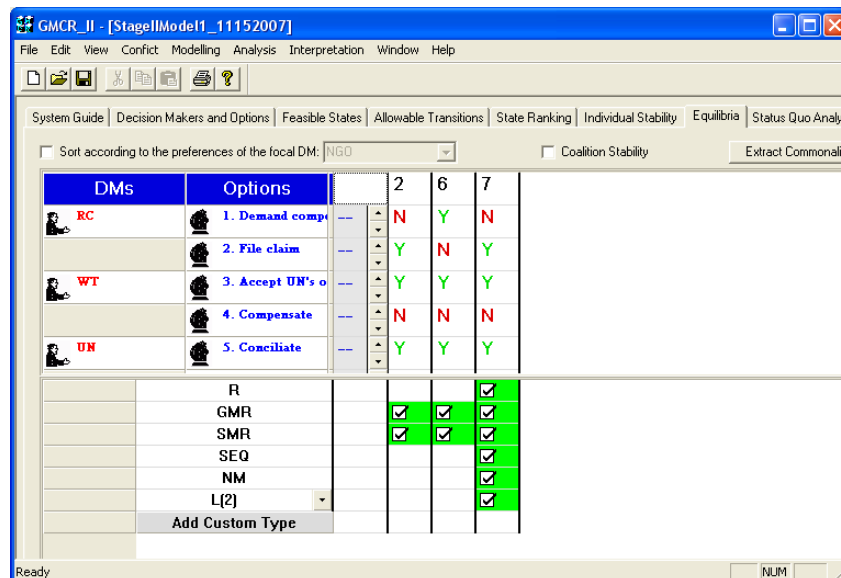 GMCR_II - [StageIIModel1_11152007]
File Edit View Confict Modelling Analysis Interpretation Window Help
System Guide Decision Makers and Options Feasible States Allowable Transitions State Ranking Individual Stability Equilibria Status Quo Analy
Sort according to the preferences of the focal DM: NGO Coalition Stability Extract Commonali
DMs Options 2 6 7
RC 1. Demand compe -- N Y N
2. File claim -- Y N Y
WT 3. Accept UN's o -- Y Y Y
4. Compensate -- N N N
UN 5. Conciliate -- Y Y Y
R
GMR
SMR
SEQ
NM
L(2)
Add Custom Type
Ready NUM